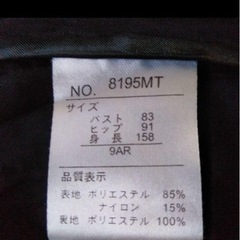 NO. 8195MT
サイズ
バスト 83
ヒップ 91
身長 158
9AR
品質表示
表地 ポリエステル 85%
ナイロン 15%
裏地 ポリエステル 100%